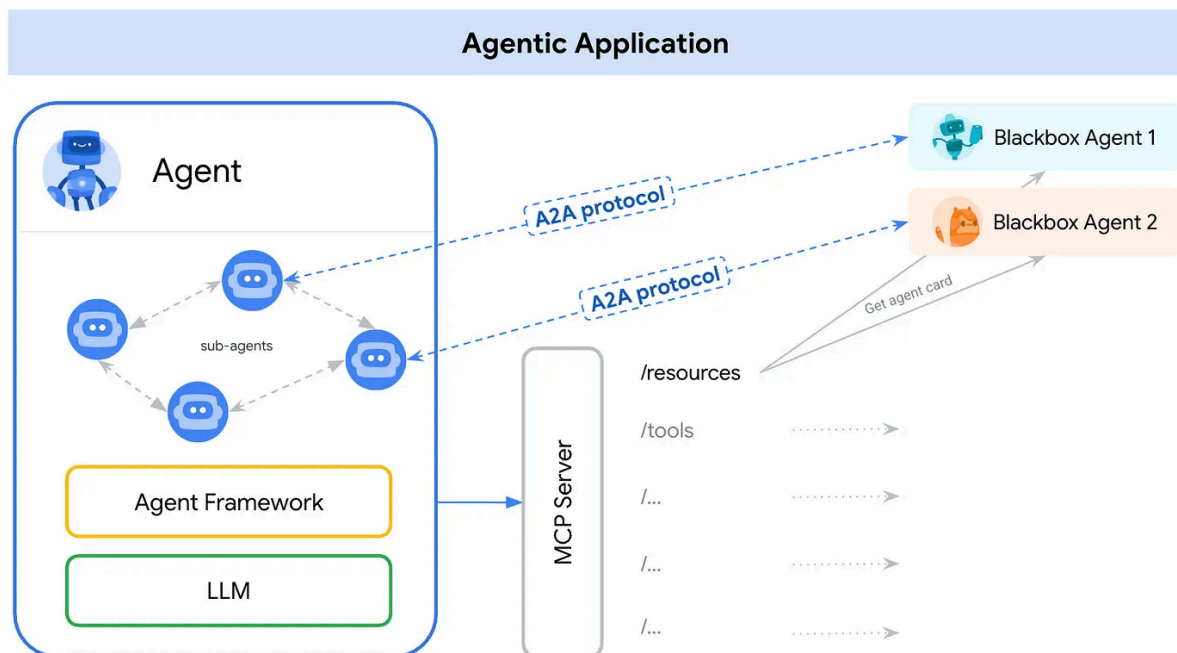 Agentic Application
Agent
Blackbox Agent 1
A2A protocol
Blackbox Agent 2
A2A protocol
Get agent card
sub-agents
/resources
/tools
Agent Framework
MCP Server
/...
/...
LLM
/...